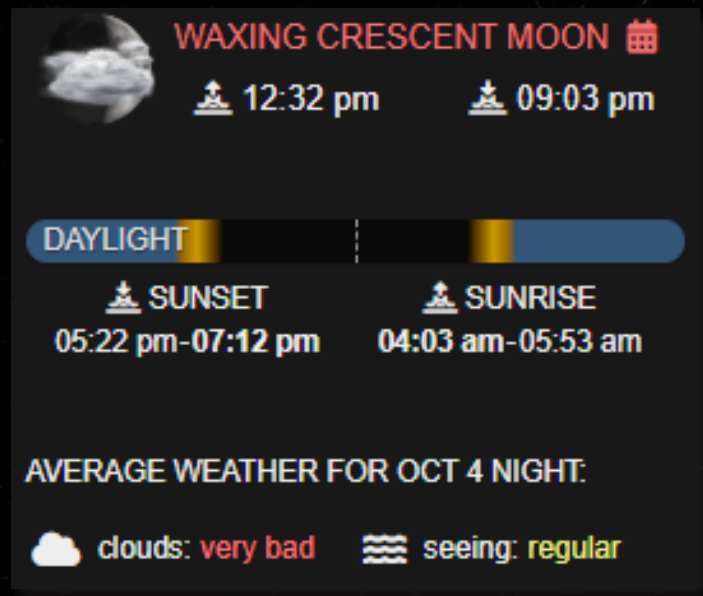 WAXING CRESCENT MOON
12:32 pm 09:03 pm
DAYLIGHT
SUNSET SUNRISE
05:22 pm-07:12 pm 04:03 am-05:53 am
AVERAGE WEATHER FOR OCT 4 NIGHT:
clouds: very bad seeing: regular